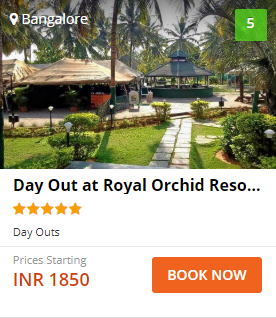 Bangalore
5
Day Out at Royal Orchid Reso...
Day Outs
Prices Starting
INR 1850
BOOK NOW